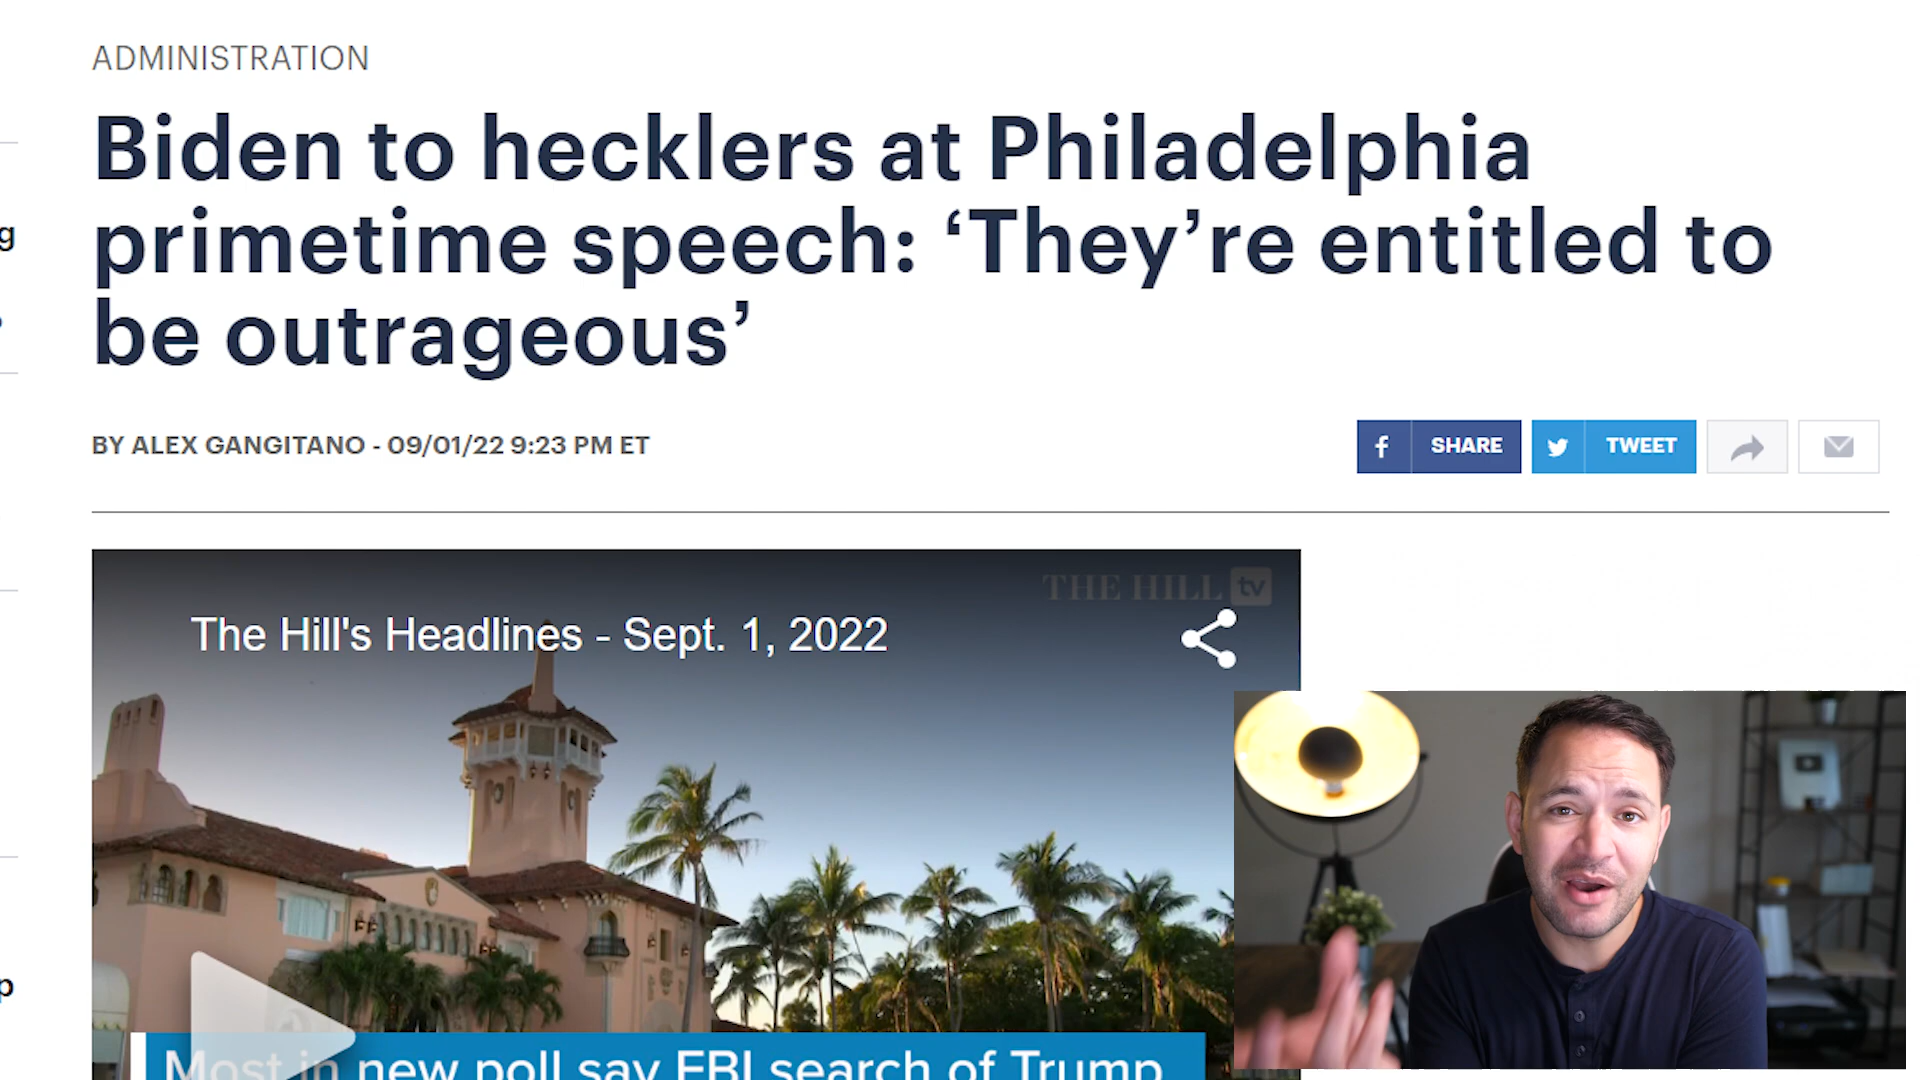 ADMINISTRATION
Biden to hecklers at Philadelphia
primetime speech: ‘They’re entitled to
be outrageous’
BY ALEX GANGITANO - 09/01/22 9:23 PM ET
f SHARE
TWEET
THE HILL tv
The Hill's Headlines - Sept. 1, 2022
Most in new poll say FBI search of Trump
g
p